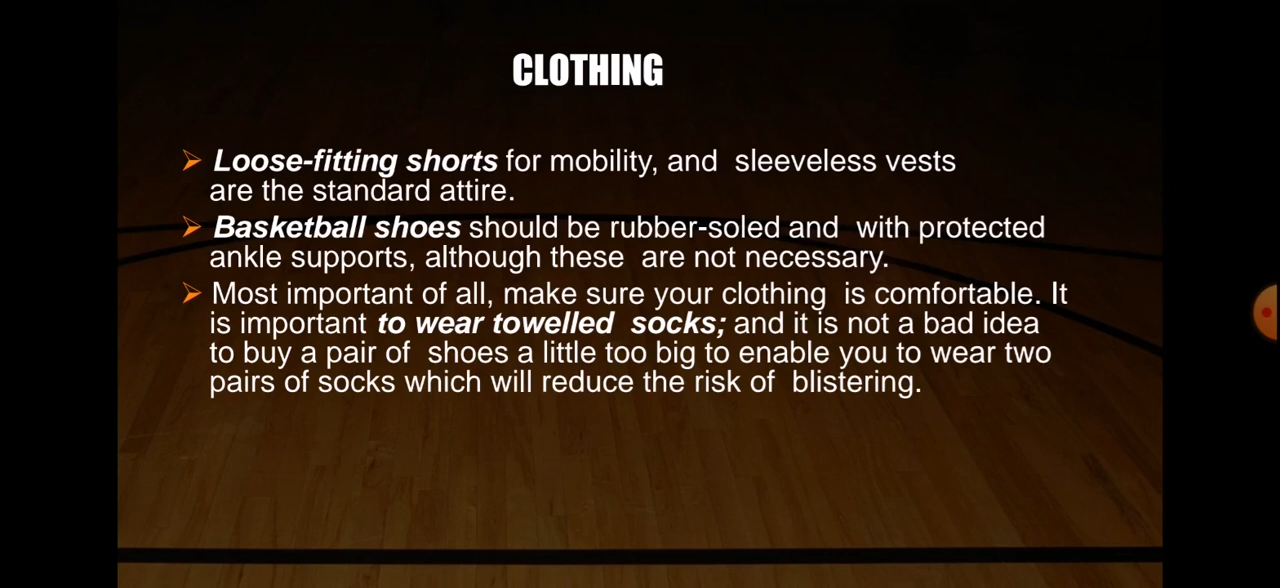 CLOTHING
Loose-fitting shorts for mobility, and sleeveless vests
are the standard attire.
Basketball shoes should be rubber-soled and with protected
ankle supports, although these are not necessary.
Most important of all, make sure your clothing is comfortable. It
is important to wear towelled socks; and it is not a bad idea
to buy a pair of shoes a little too big to enable you to wear two
pairs of socks which will reduce the risk of blistering.